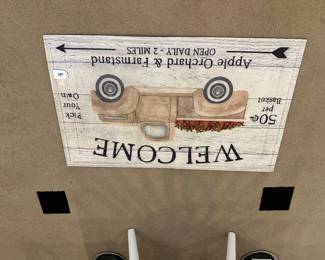 WELCOME
50¢
per
Basket
Pick
Your
Own
Apple Orchard & Farmstand
OPEN DAILY - 2 MILES